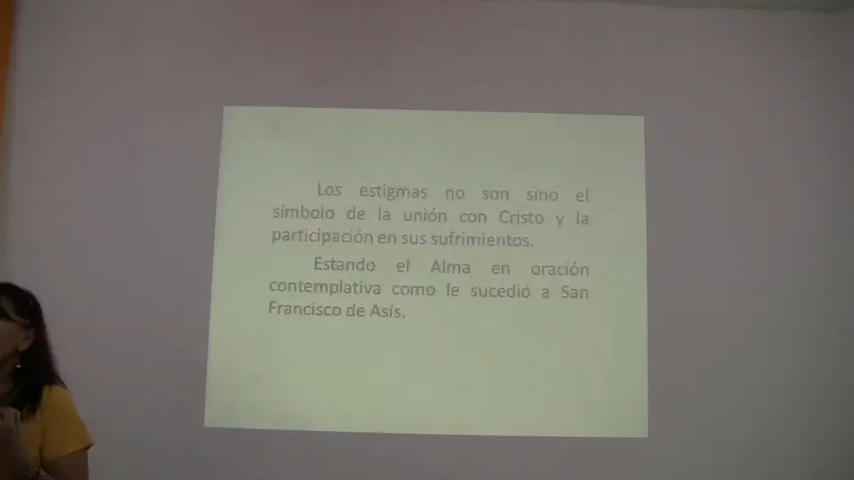 Los estigmas no son sino el
símbolo de la unión con Cristo y la
participación en sus sufrimientos.
Estando el Alma en oración
contemplativa como le sucedió a San
Francisco de Asís.